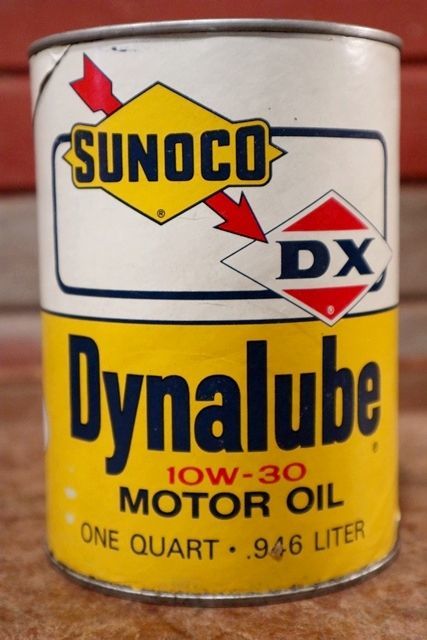 SUNOCO
®
DX
®
Dynalube®
10W-30
MOTOR OIL
ONE QUART • .946 LITER